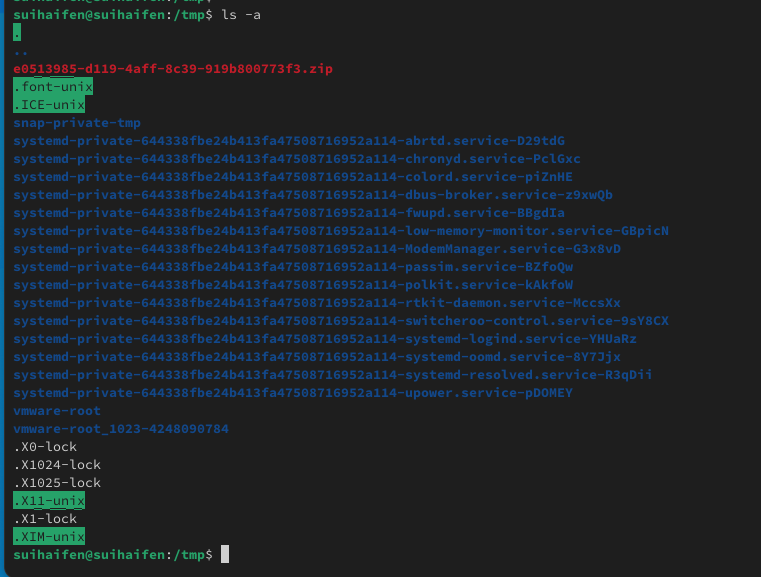 suihaifen@suihaifen:/tmp$ ls -a
.
..
e0513985-d119-4aff-8c39-919b800773f3.zip
.font-unix
.ICE-unix
snap-private-tmp
systemd-private-644338fbe24b413fa47508716952a114-abrtd.service-D29tdG
systemd-private-644338fbe24b413fa47508716952a114-chronyd.service-PclGxc
systemd-private-644338fbe24b413fa47508716952a114-colord.service-piZnHE
systemd-private-644338fbe24b413fa47508716952a114-dbus-broker.service-z9xwQb
systemd-private-644338fbe24b413fa47508716952a114-fwupd.service-BBgdIa
systemd-private-644338fbe24b413fa47508716952a114-low-memory-monitor.service-GBpicN
systemd-private-644338fbe24b413fa47508716952a114-ModemManager.service-G3x8vD
systemd-private-644338fbe24b413fa47508716952a114-passim.service-BZfoQw
systemd-private-644338fbe24b413fa47508716952a114-polkit.service-kAkfoW
systemd-private-644338fbe24b413fa47508716952a114-rtkit-daemon.service-MccsXx
systemd-private-644338fbe24b413fa47508716952a114-switcheroo-control.service-9sY8CX
systemd-private-644338fbe24b413fa47508716952a114-systemd-logind.service-YHUaRz
systemd-private-644338fbe24b413fa47508716952a114-systemd-oomd.service-8Y7Jjx
systemd-private-644338fbe24b413fa47508716952a114-systemd-resolved.service-R3qDii
systemd-private-644338fbe24b413fa47508716952a114-upower.service-pDOMEY
vmware-root
vmware-root_1023-4248090784
.X0-lock
.X1024-lock
.X1025-lock
.X11-unix
.X1-lock
.XIM-unix
suihaifen@suihaifen:/tmp$